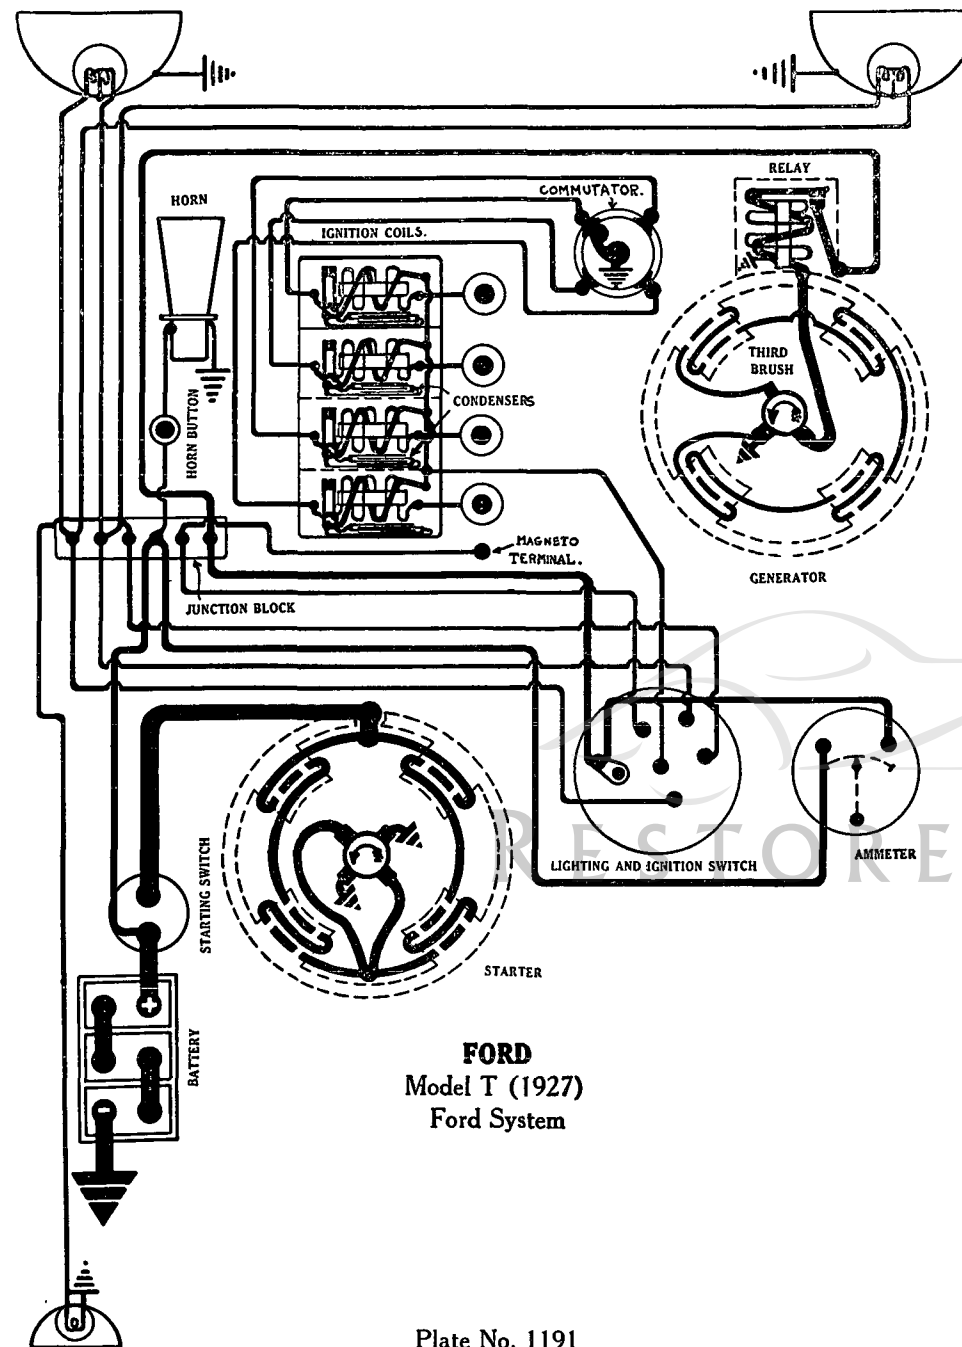 RELAY
COMMUTATOR.
HORN
IGNITION COILS.
THIRD
BRUSH
CONDENSERS
HORN BUTTON
MAGNETO
TERMINAL.
GENERATOR
JUNCTION BLOCK
RESTORE
AMMETER
LIGHTING AND IGNITION SWITCH
STARTING SWITCH
STARTER
+
BATTERY
-
FORD
Model T (1927)
Ford System
Plate No. 1191